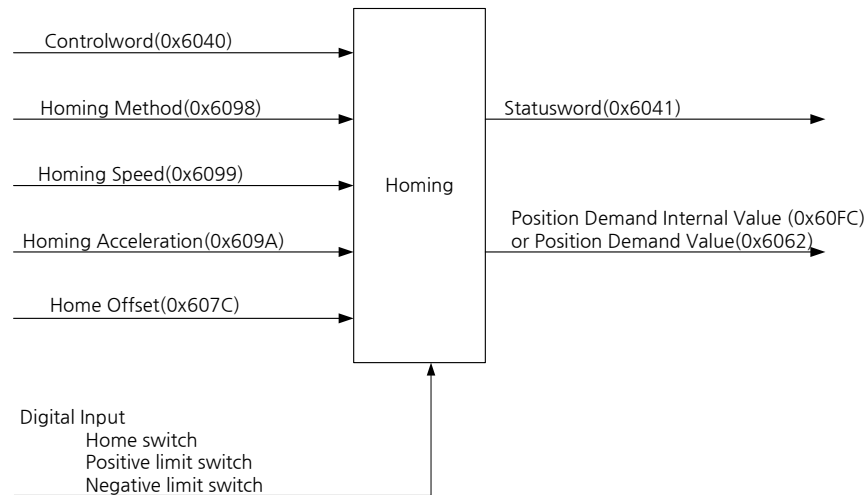 Controlword(0x6040)
Homing Method(0x6098)
Homing Speed(0x6099)
Homing Acceleration(0x609A)
Home Offset(0x607C)
Homing
Statusword(0x6041)
Position Demand Internal Value (0x60FC)
or Position Demand Value(0x6062)
Digital Input
Home switch
Positive limit switch
Negative limit switch